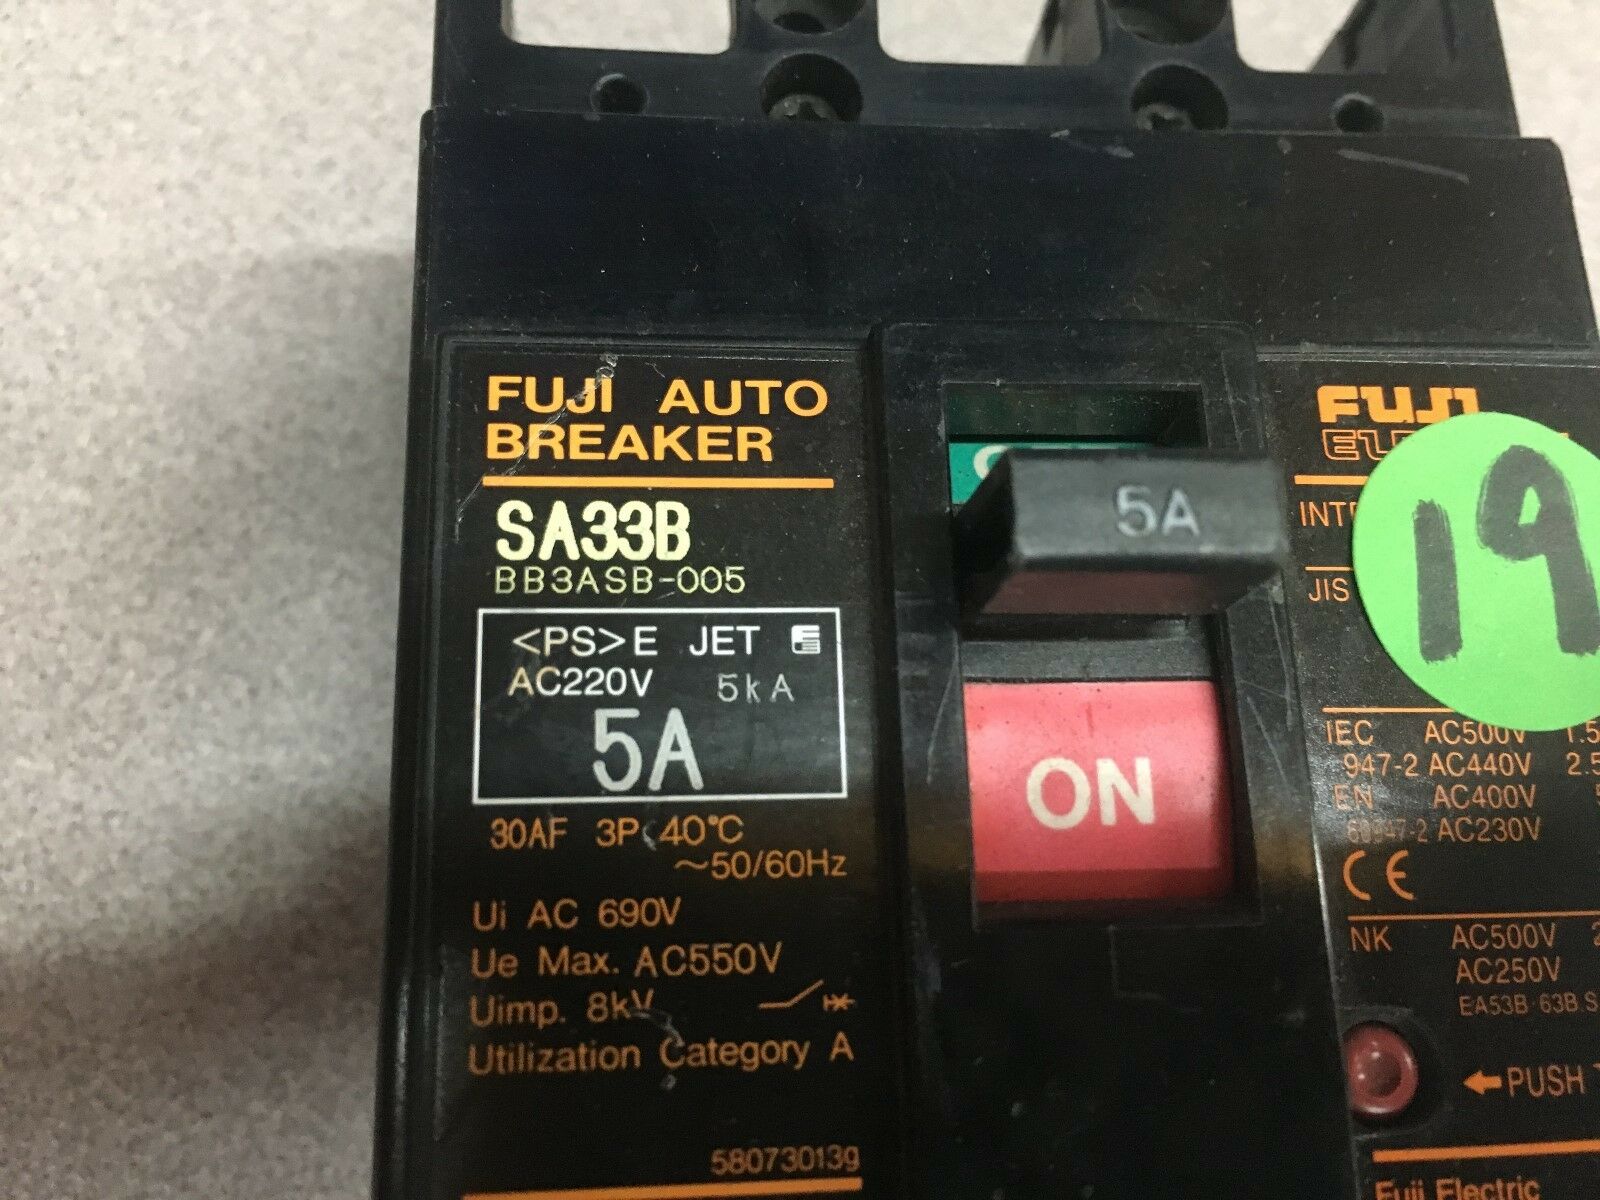 FUJI AUTO
BREAKER
SA33B
BB3ASB-005
<PS>E JET
AC220V 5kA
5A
30AF 3P 40°C
~50/60Hz
Ui AC 690V
Ue Max. AC550V
Uimp. 8kV
Utilization Category A
580730139
5A
ON
FUJI
19
JIS
IEC AC500V
947-2 AC440V
EN AC400V
60947-2 AC230V
CE
NK AC500V
AC250V
EA53B 63B
PUSH
Fuji Electric